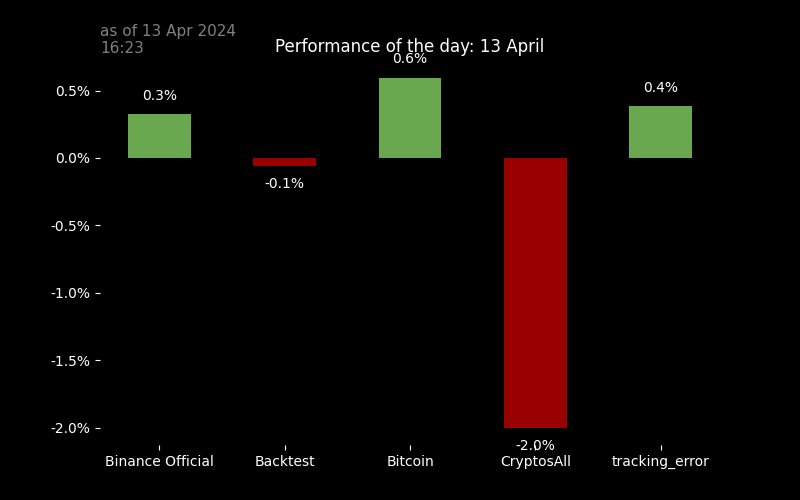 as of 13 Apr 2024
16:23
Performance of the day: 13 April
0.6%
0.3%
0.4%
0.5%
0.0%
-0.1%
-0.5%
-1.0%
-1.5%
-2.0%
-2.0%
Binance Official
Backtest
Bitcoin
CryptosAll
tracking_error